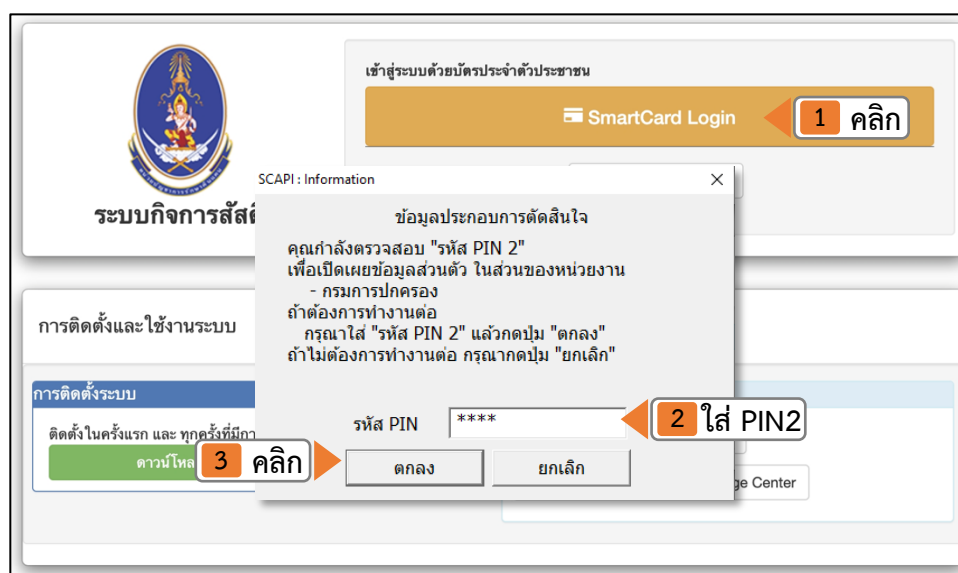 เข้าสู่ระบบด้วยบัตรประจำตัวประชาชน
SmartCard Login
1 คลิก
SCAPI : Information
ระบบกิจการสัสดี
ข้อมูลประกอบการตัดสินใจ
คุณกำลังตรวจสอบ "รหัส PIN 2"
เพื่อเปิดเผยข้อมูลส่วนตัว ในส่วนของหน่วยงาน
- กรมการปกครอง
ถ้าต้องการทำงานต่อ
กรุณาใส่ "รหัส PIN 2" แล้วกดปุ่ม "ตกลง"
ถ้าไม่ต้องการทำงานต่อ กรุณากดปุ่ม "ยกเลิก"
การติดตั้งและใช้งานระบบ
การติดตั้งระบบ
ติดตั้งในครั้งแรก และ ทุกครั้งที่มีกา
ดาวน์โหล
รหัส PIN
****
2 ใส่ PIN2
3 คลิก
ตกลง
ยกเลิก
ge Center